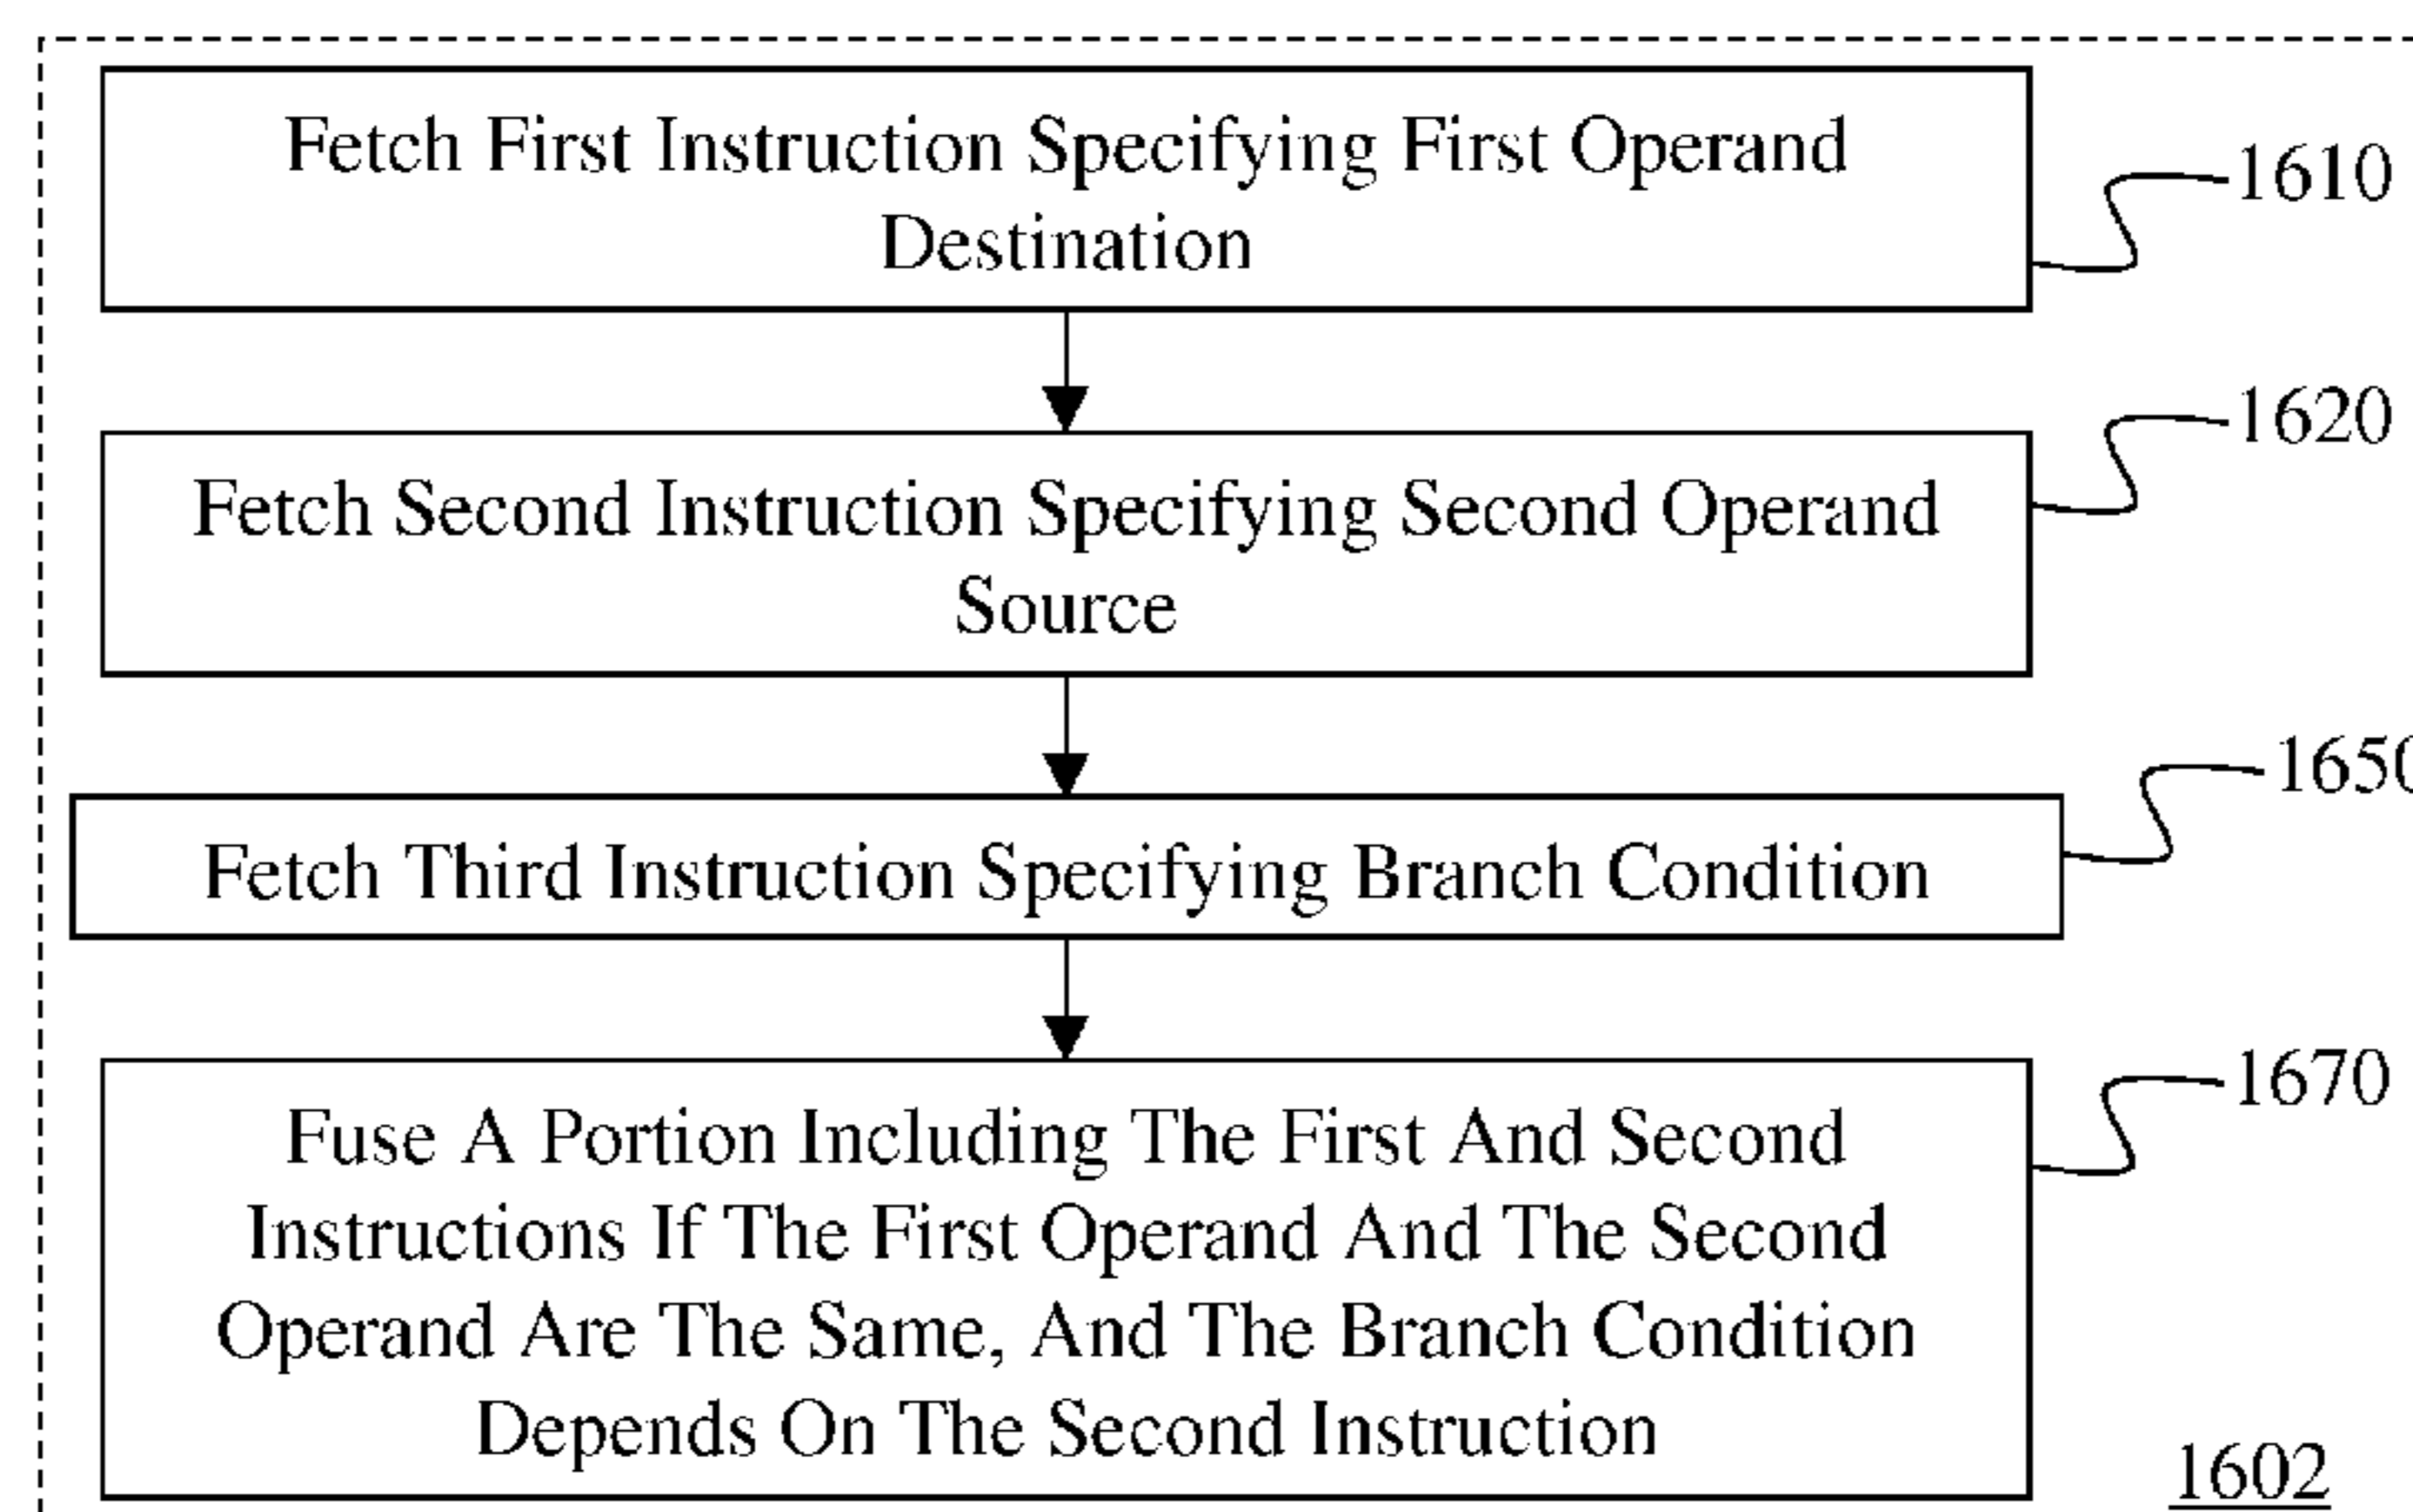 Fetch First Instruction Specifying First Operand
Destination
1610
Fetch Second Instruction Specifying Second Operand
Source
1620
Fetch Third Instruction Specifying Branch Condition
1650
Fuse A Portion Including The First And Second
Instructions If The First Operand And The Second
Operand Are The Same, And The Branch Condition
Depends On The Second Instruction
1670
1602